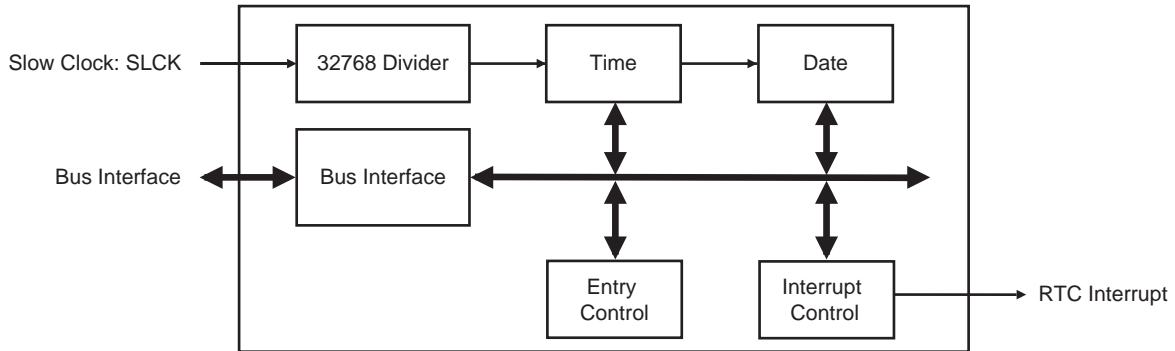 Slow Clock: SLCK
32768 Divider
Time
Date
Bus Interface
Bus Interface
Entry
Control
Interrupt
Control
RTC Interrupt